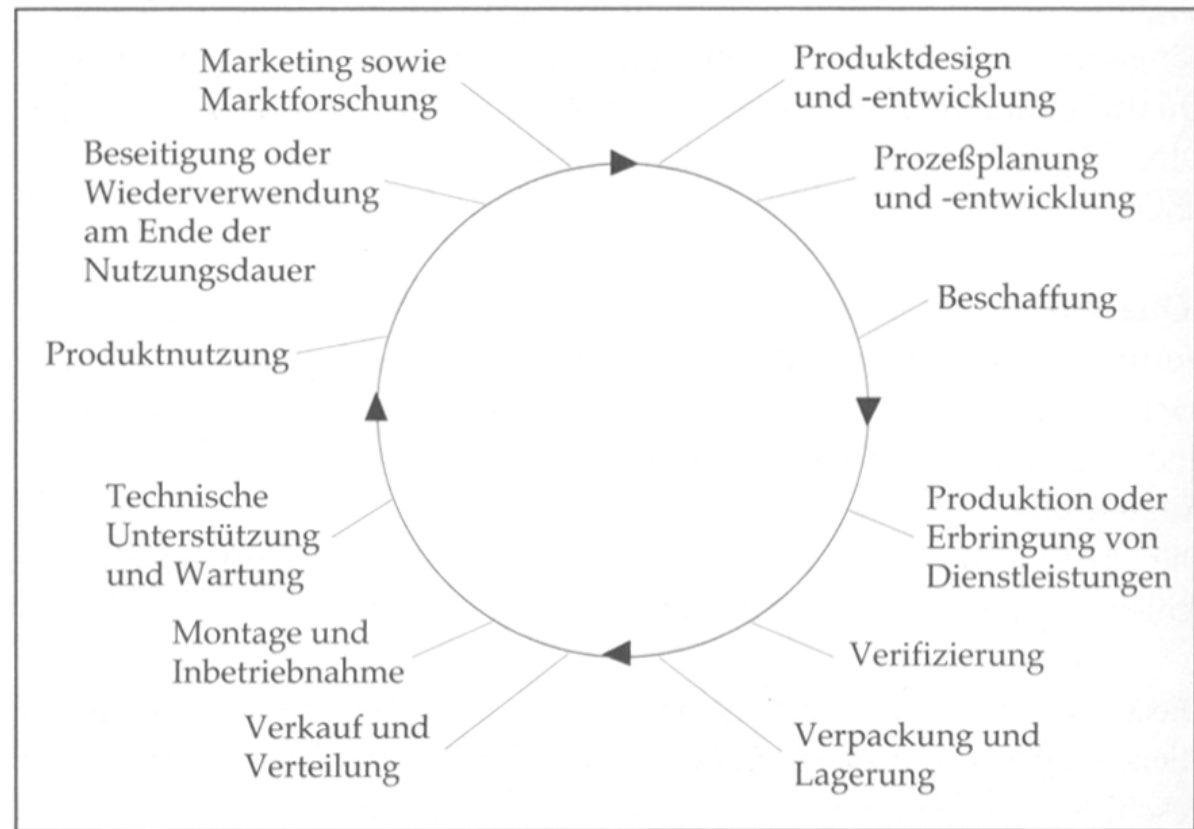 Marketing sowie
Marktforschung
Produktdesign
und -entwicklung
Prozeßplanung
und -entwicklung
Beschaffung
Produktion oder
Erbringung von
Dienstleistungen
Verifizierung
Verpackung und
Lagerung
Verkauf und
Verteilung
Montage und
Inbetriebnahme
Technische
Unterstützung
und Wartung
Produktnutzung
Beseitigung oder
Wiederverwendung
am Ende der
Nutzungsdauer